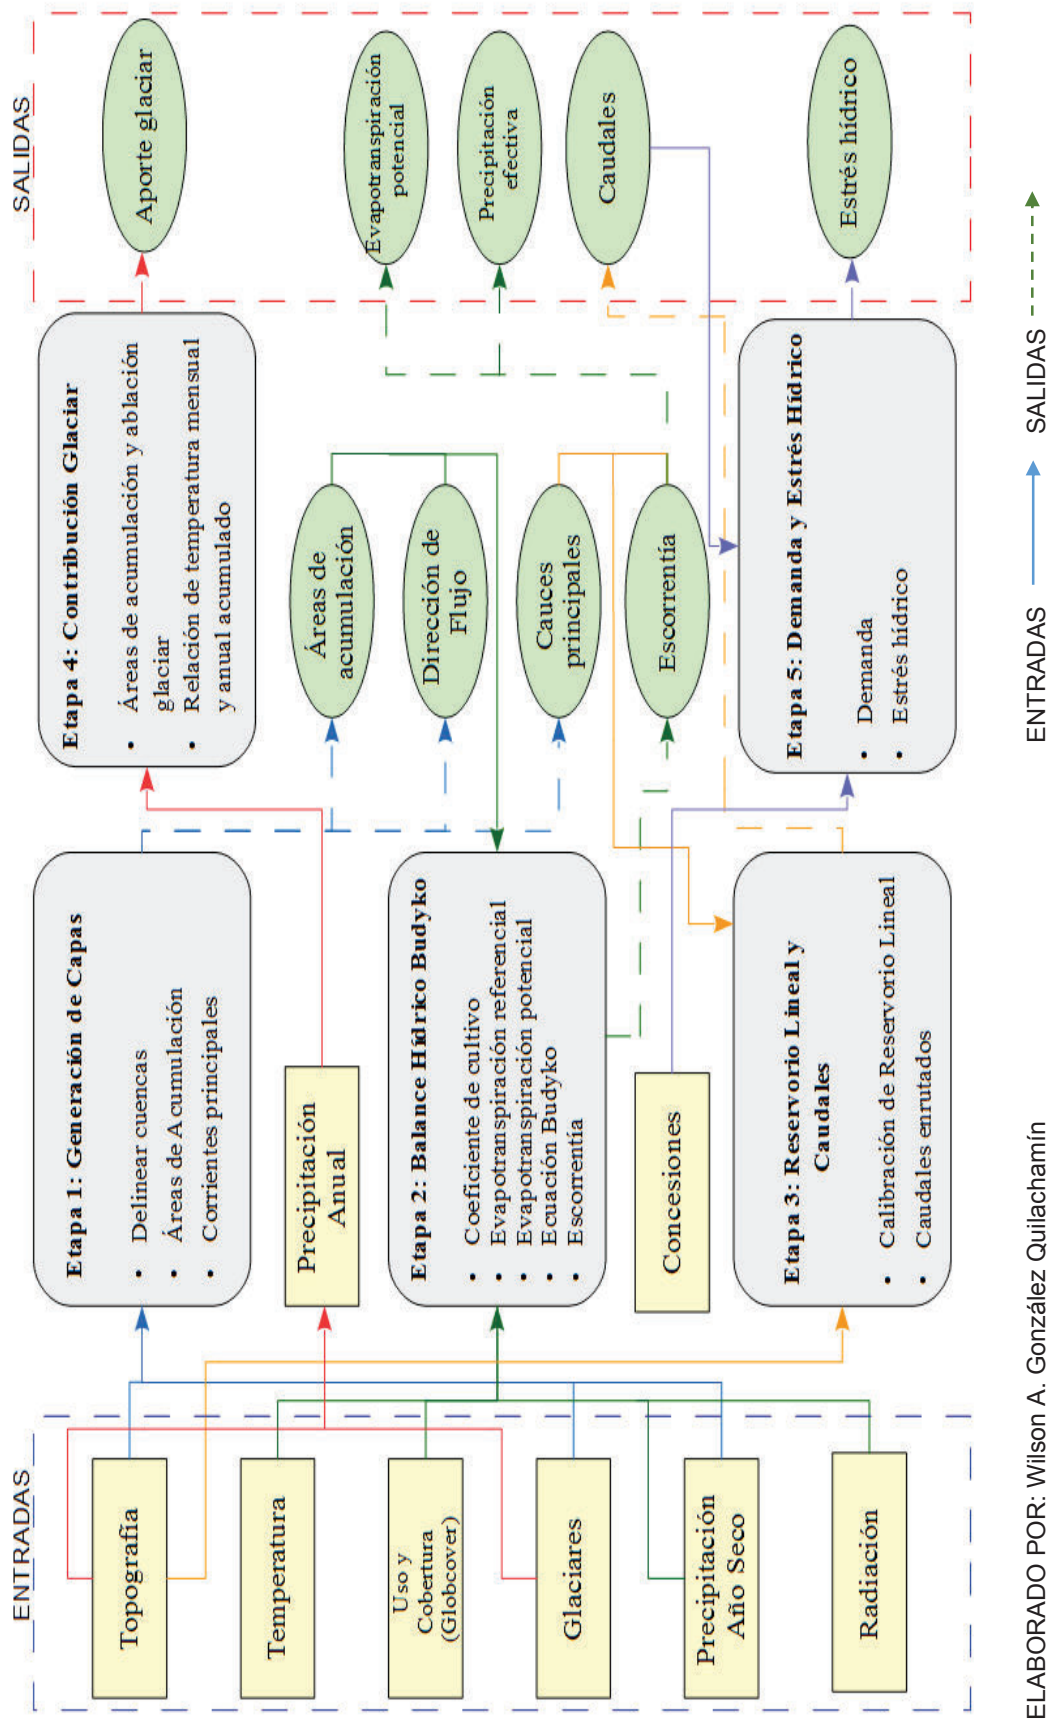 ENTRADAS
Topografía
Temperatura
Uso y
Cobertura
(Globcover)
Glaciares
Precipitación
Año Seco
Radiación
Etapa 1: Generación de Capas
• Delinear cuencas
• Áreas de Acumulación
• Corrientes principales
Precipitación
Anual
Etapa 2: Balance Hídrico Budyko
• Coeficiente de cultivo
• Evapotranspiración referencial
• Evapotranspiración potencial
• Ecuación Budyko
• Escorrentía
Concesiones
Etapa 3: Reservorio Lineal y
Caudales
• Calibración de Reservorio Lineal
• Caudales enrutados
Etapa 4: Contribución Glaciar
• Áreas de acumulación y ablación
glaciar
• Relación de temperatura mensual
y anual acumulado
Áreas de
acumulación
Dirección de
Flujo
Cauces
principales
Escorrentía
Etapa 5: Demanda y Estrés Hídrico
• Demanda
• Estrés hídrico
SALIDAS
Aporte glaciar
Evapotranspiración
potencial
Precipitación
efectiva
Caudales
Estrés hídrico
ELABORADO POR: Wilson A. González Quilachamín
ENTRADAS
SALIDAS